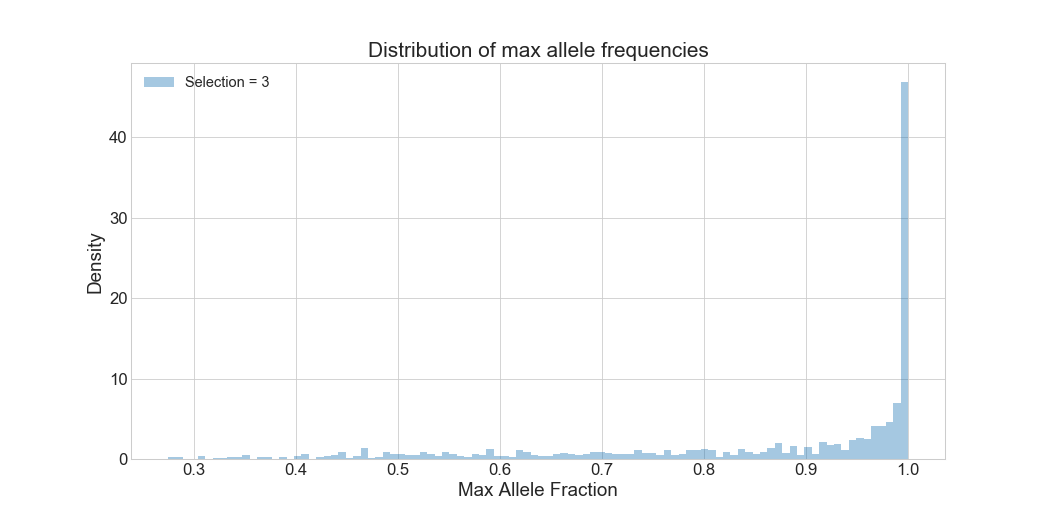 Distribution of max allele frequencies
Selection = 3
Density
40
30
20
10
0
0.3 0.4 0.5 0.6 0.7 0.8 0.9 1.0
Max Allele Fraction